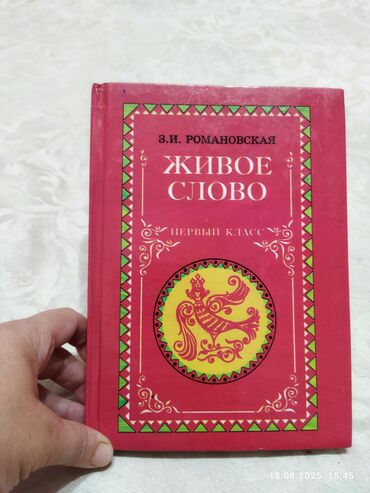 З.И. РОМАНОВСКАЯ
ЖИВОЕ
СЛОВО
ПЕРВЫЙ КЛАСС
18.08.2025 15:45